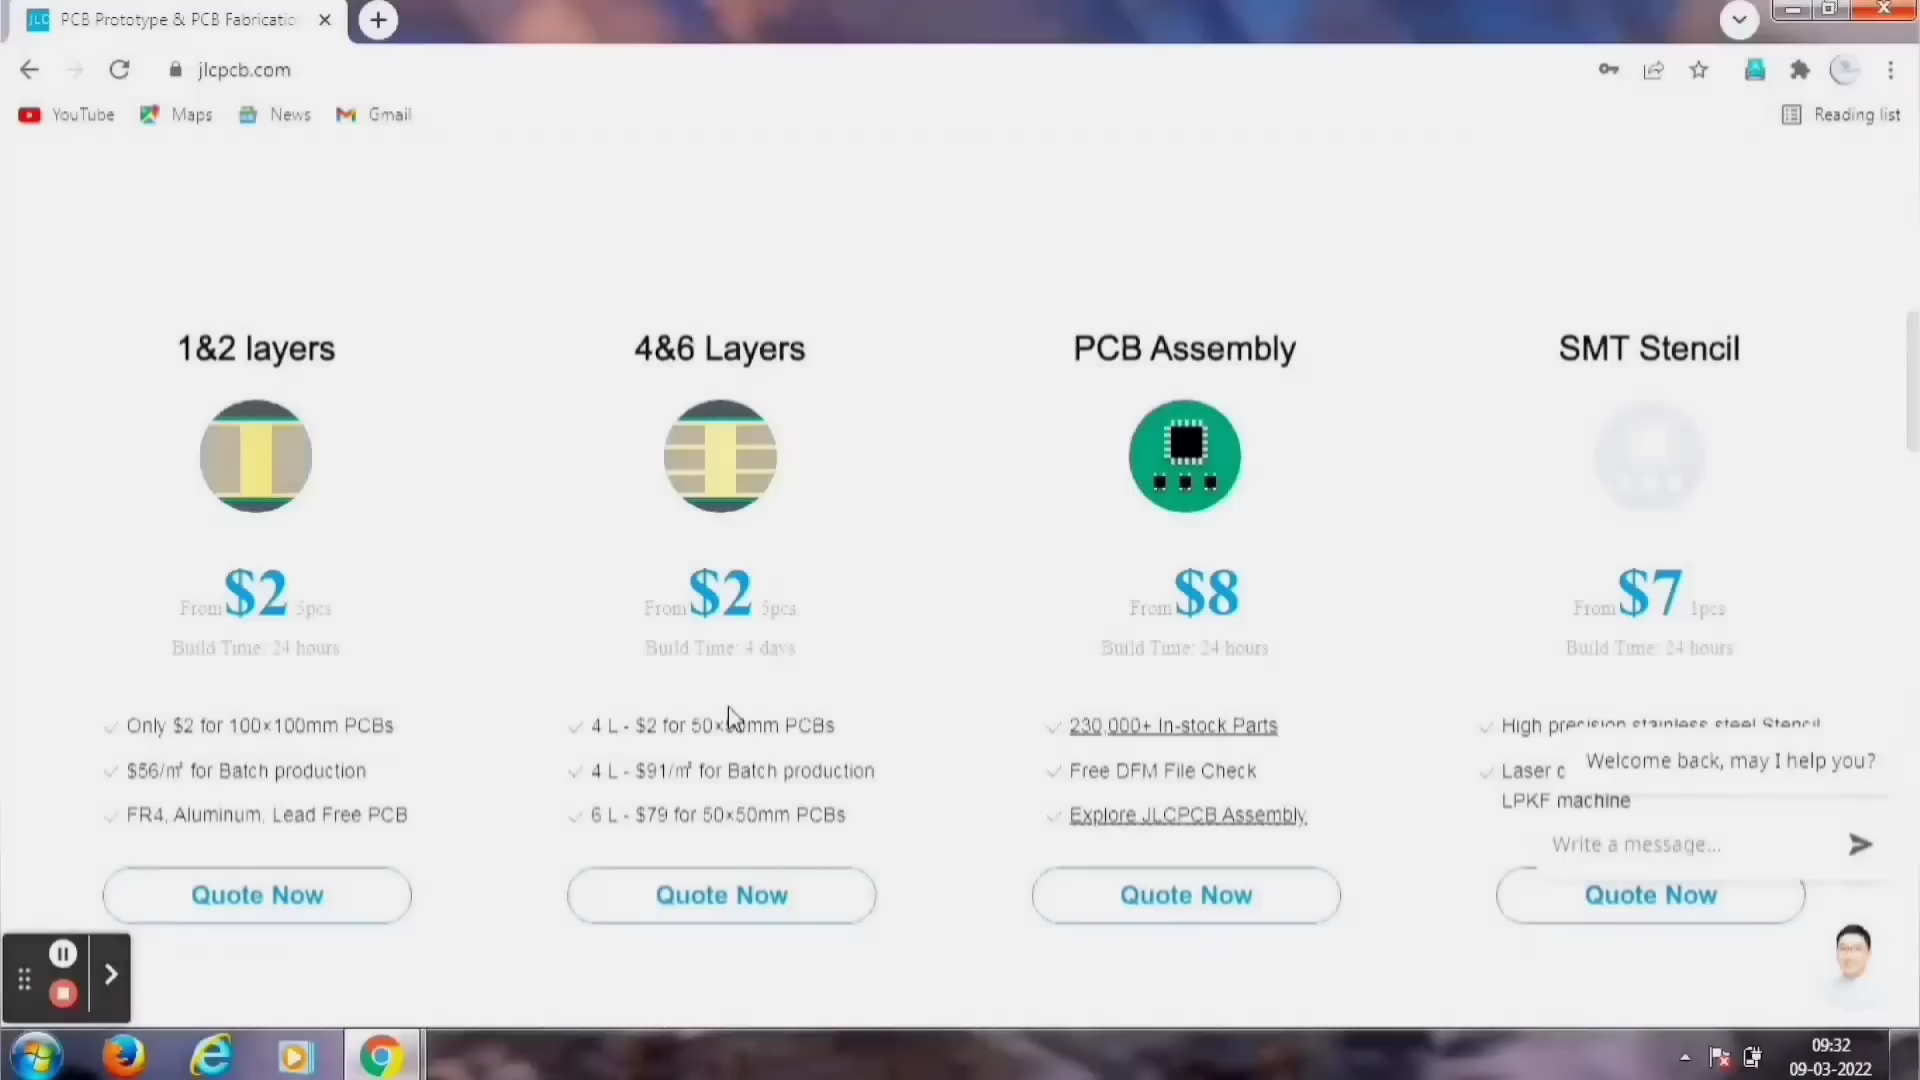 JLC PCB Prototype & PCB Fabricatio
jlcpcb.com
YouTube Maps News Gmail Reading list
1&2 layers
From $2 5pcs
Build Time: 24 hours
Only $2 for 100×100mm PCBs
$56/㎡ for Batch production
FR4, Aluminum, Lead Free PCB
Quote Now
4&6 Layers
From $2 5pcs
Build Time: 4 days
4 L - $2 for 50× mm PCBs
4 L - $91/㎡ for Batch production
6 L - $79 for 50×50mm PCBs
Quote Now
PCB Assembly
From $8
Build Time: 24 hours
230,000+ In-stock Parts
Free DFM File Check
Explore JLCPCB Assembly
Quote Now
SMT Stencil
From $7 1pcs
Build Time: 24 hours
High precision stainless steel Stencil
Laser c
LPKF machine
Quote Now
Welcome back, may I help you?
Write a message...
09:32
09-03-2022